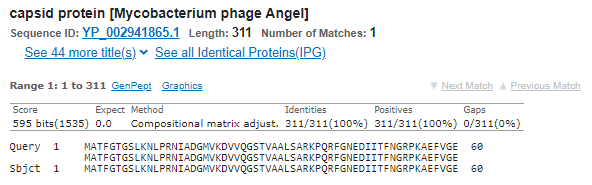 capsid protein [Mycobacterium phage Angel]
Sequence ID: YP_002941865.1 Length: 311 Number of Matches: 1
See 44 more title(s) See all Identical Proteins(IPG)
Range 1: 1 to 311 GenPept Graphics Next Match Previous Match
Score Expect Method Identities Positives Gaps
595 bits(1535) 0.0 Compositional matrix adjust. 311/311(100%) 311/311(100%) 0/311(0%)
Query 1 MATFGTGSLKNLPRNIADGMVKDVVQGSTVAALSARKPQRFGNEDIITFNGRPKAEFVGE 60
MATFGTGSLKNLPRNIADGMVKDVVQGSTVAALSARKPQRFGNEDIITFNGRPKAEFVGE
Sbjct 1 MATFGTGSLKNLPRNIADGMVKDVVQGSTVAALSARKPQRFGNEDIITFNGRPKAEFVGE 60